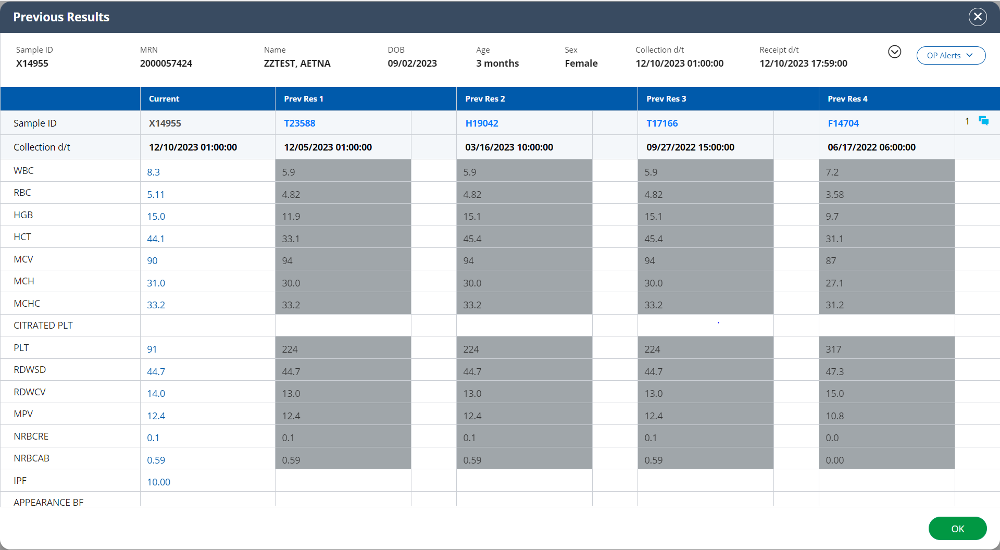 Previous Results
Sample ID MRN Name DOB Age Sex Collection d/t Receipt d/t
X14955 2000057424 ZZTEST, AETNA 09/02/2023 3 months Female 12/10/2023 01:00:00 12/10/2023 17:59:00
OP Alerts
Current Prev Res 1 Prev Res 2 Prev Res 3 Prev Res 4
Sample ID X14955 T23588 H19042 T17166 F14704 1
Collection d/t 12/10/2023 01:00:00 12/05/2023 01:00:00 03/16/2023 10:00:00 09/27/2022 15:00:00 06/17/2022 06:00:00
WBC 8.3 5.9 5.9 5.9 7.2
RBC 5.11 4.82 4.82 4.82 3.58
HGB 15.0 11.9 15.1 15.1 9.7
HCT 44.1 33.1 45.4 45.4 31.1
MCV 90 94 94 94 87
MCH 31.0 30.0 30.0 30.0 27.1
MCHC 33.2 33.2 33.2 33.2 31.2
CITRATED PLT
PLT 91 224 224 224 317
RDWSD 44.7 44.7 44.7 44.7 47.3
RDWCV 14.0 13.0 13.0 13.0 15.0
MPV 12.4 12.4 12.4 12.4 10.8
NRBCRE 0.1 0.1 0.1 0.1 0.0
NRBCAB 0.59 0.59 0.59 0.59 0.00
IPF 10.00
APPEARANCE BF
OK